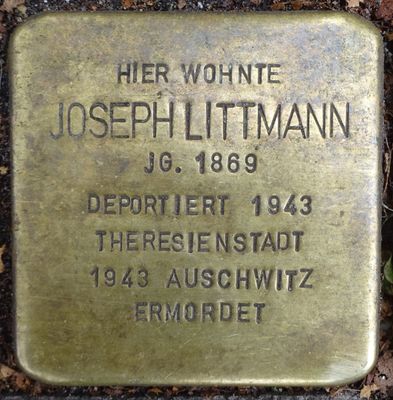 HIER WOHNTE
JOSEPH LITTMANN
JG. 1869
DEPORTIERT 1943
THERESIENSTADT
1943 AUSCHWITZ
ERMORDET